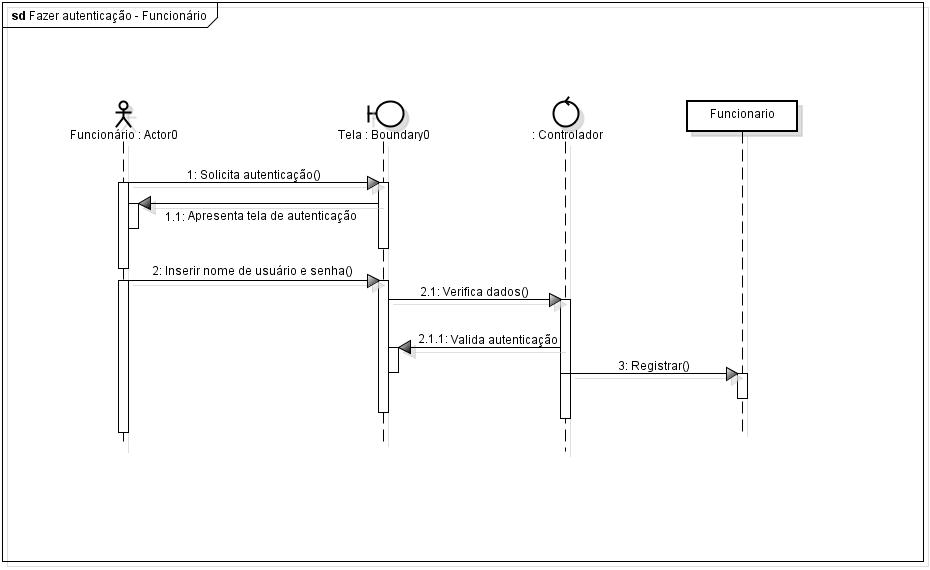 sd Fazer autenticação - Funcionário
Funcionário : Actor0
Tela : Boundary0
: Controlador
Funcionario
1: Solicita autenticação()
1.1: Apresenta tela de autenticação
2: Inserir nome de usuário e senha()
2.1: Verifica dados()
2.1.1: Valida autenticação
3: Registrar()